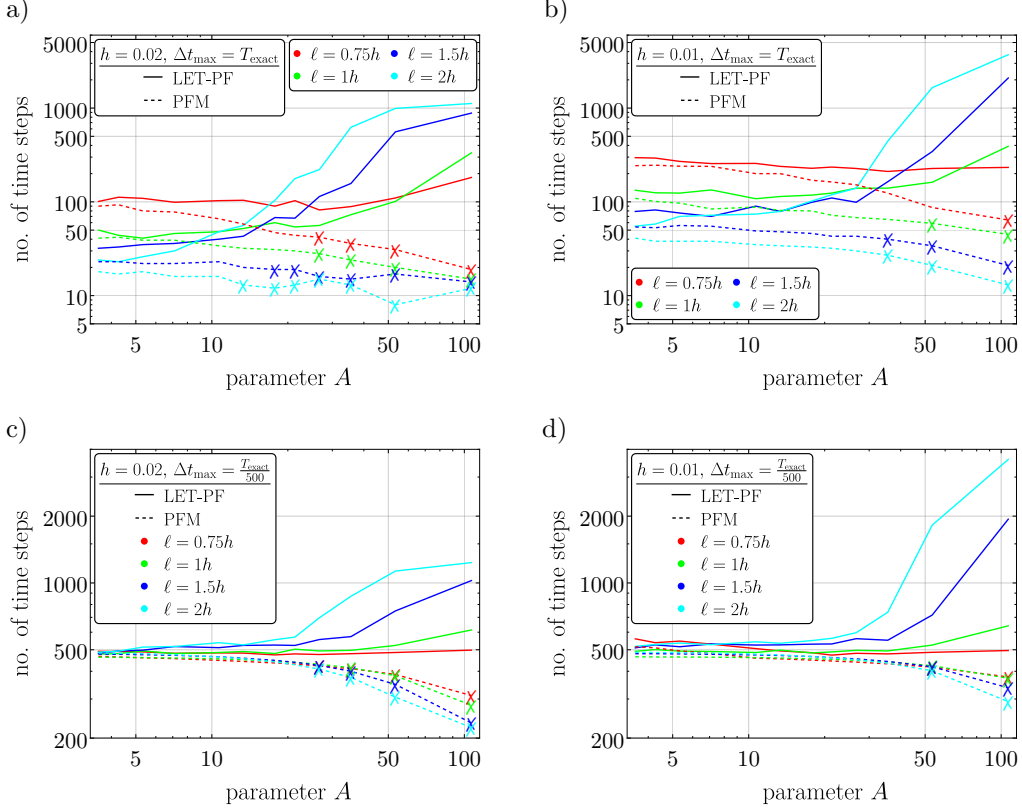 a)
h = 0.02, Δt_max = T_exact
LET-PF
PFM
ℓ = 0.75h
ℓ = 1h
ℓ = 1.5h
ℓ = 2h
5000
1000
500
100
50
10
5
no. of time steps
5 10 50 100
parameter A
b)
h = 0.01, Δt_max = T_exact
LET-PF
PFM
ℓ = 0.75h
ℓ = 1h
ℓ = 1.5h
ℓ = 2h
5000
1000
500
100
50
10
5
no. of time steps
5 10 50 100
parameter A
c)
h = 0.02, Δt_max = T_exact/500
LET-PF
PFM
ℓ = 0.75h
ℓ = 1h
ℓ = 1.5h
ℓ = 2h
2000
1000
500
200
no. of time steps
5 10 50 100
parameter A
d)
h = 0.01, Δt_max = T_exact/500
LET-PF
PFM
ℓ = 0.75h
ℓ = 1h
ℓ = 1.5h
ℓ = 2h
2000
1000
500
200
no. of time steps
5 10 50 100
parameter A